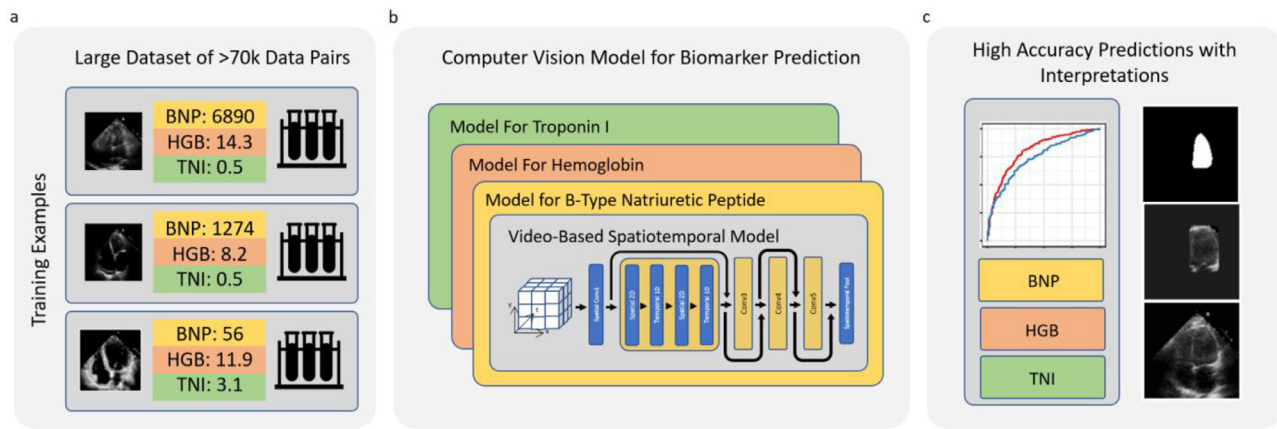 a
Large Dataset of >70k Data Pairs
Training Examples
BNP: 6890
HGB: 14.3
TNI: 0.5
BNP: 1274
HGB: 8.2
TNI: 0.5
BNP: 56
HGB: 11.9
TNI: 3.1
b
Computer Vision Model for Biomarker Prediction
Model For Troponin I
Model For Hemoglobin
Model for B-Type Natriuretic Peptide
Video-Based Spatiotemporal Model
Y
T
X
Spatial Conv1
Spatial 2D
Temporal 1D
Spatial 2D
Temporal 1D
Conv3
Conv4
Conv5
Spatiotemporal Pool
c
High Accuracy Predictions with
Interpretations
BNP
HGB
TNI